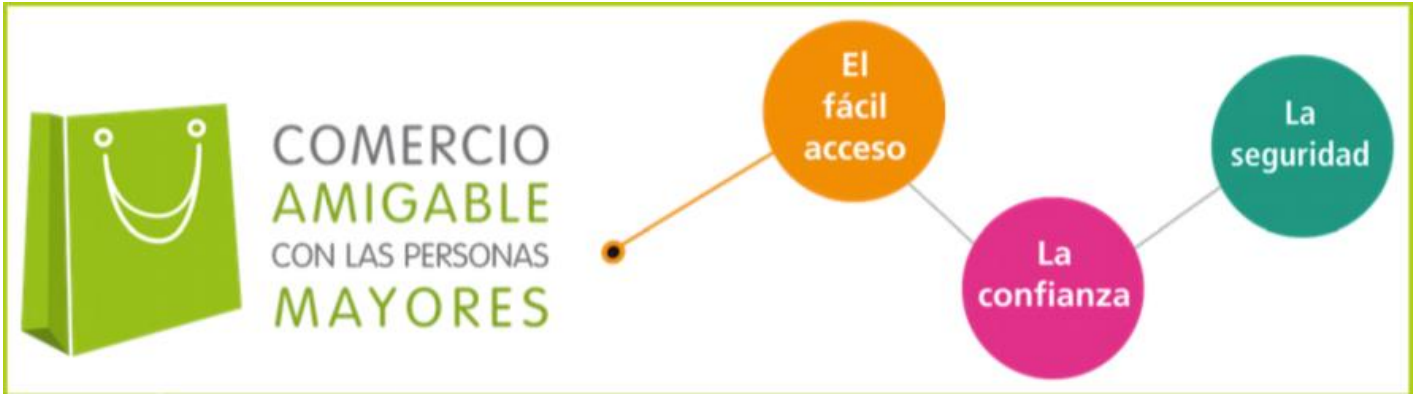 COMERCIO
AMIGABLE
CON LAS PERSONAS
MAYORES
El
fácil
acceso
La
confianza
La
seguridad